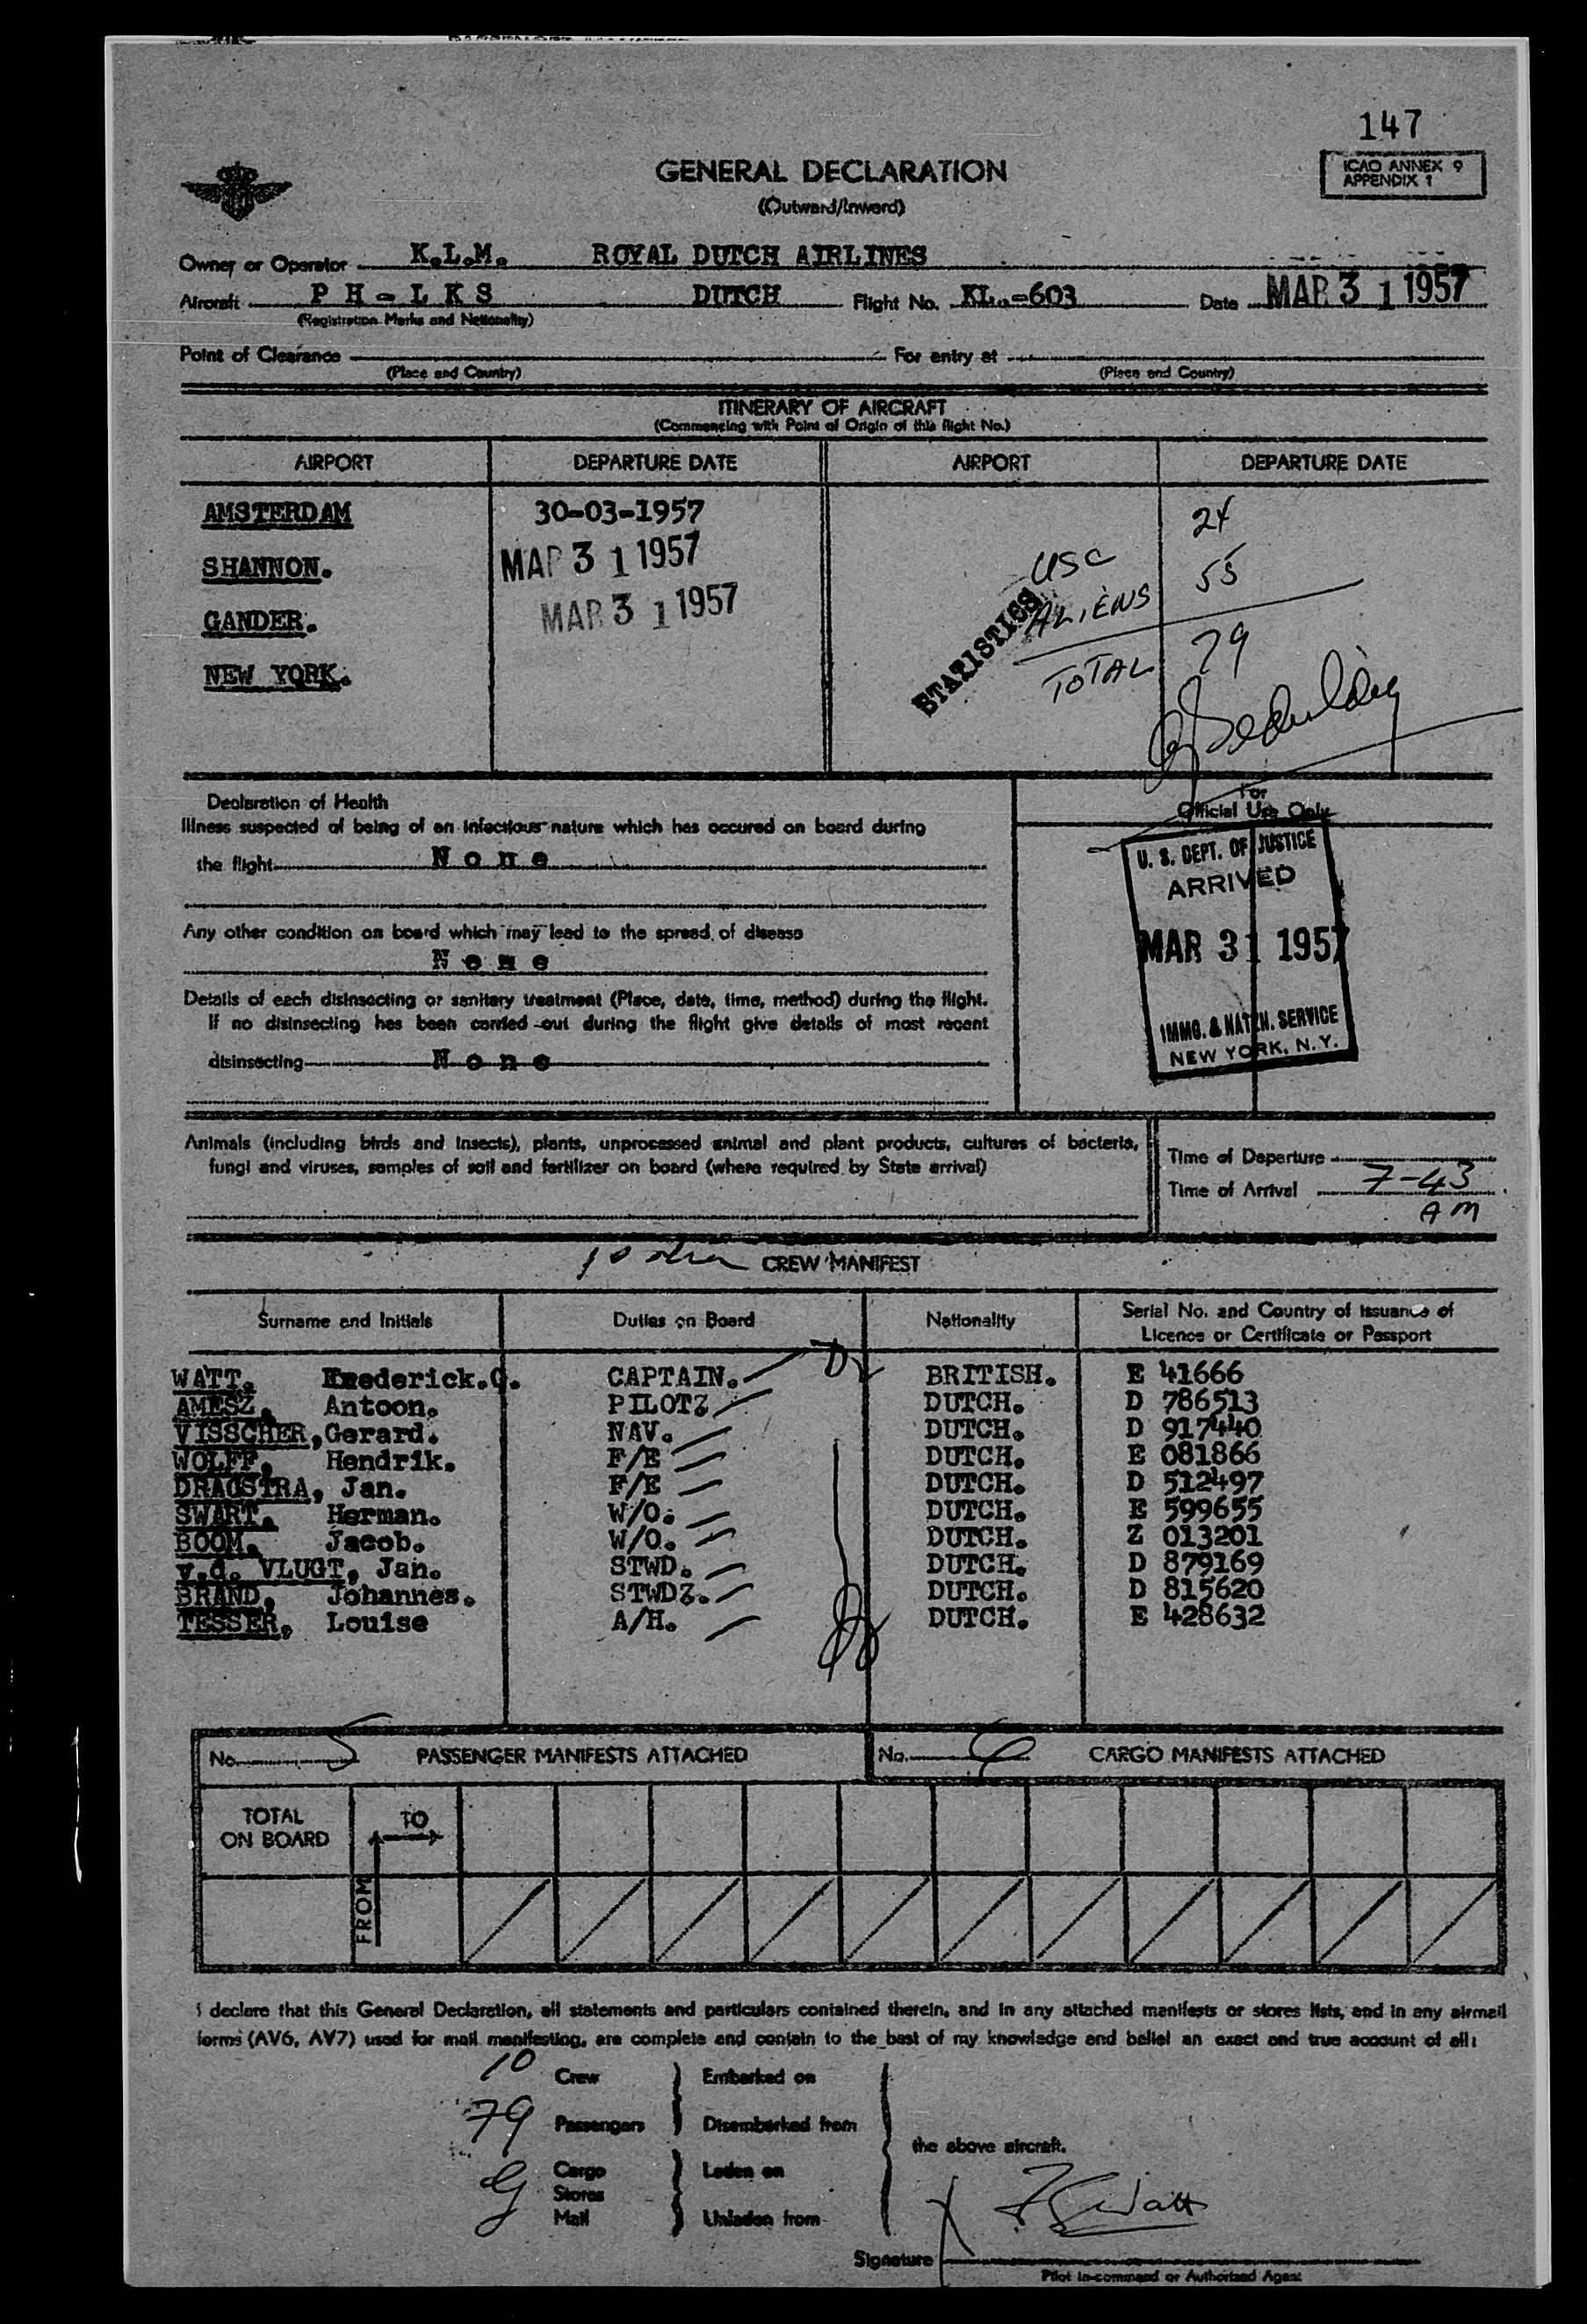 147
GENERAL DECLARATION
(Outward/Inward)
ICAO ANNEX 9
APPENDIX 1
Owner or Operator K.L.M. ROYAL DUTCH AIRLINES
Aircraft P H - L K S DUTCH Flight No. KL.-603 Date MAR 3 1 1957
(Registration Marks and Nationality)
Point of Clearance For entry at
(Place and Country) (Place and Country)
ITINERARY OF AIRCRAFT
(Commencing with Point of Origin of this flight No.)
AIRPORT DEPARTURE DATE AIRPORT DEPARTURE DATE
AMSTERDAM 30-03-1957
SHANNON. MAR 3 1 1957
GANDER. MAR 3 1 1957
NEW YORK.
USC 24
ALIENS 55
TOTAL 79
STATISTICS
Declaration of Health
Illness suspected of being of an infectious nature which has occured on board during
the flight N o n e
Any other condition on board which may lead to the spread of disease
N o n e
Details of each disinsecting or sanitary treatment (Place, date, time, method) during the flight.
If no disinsecting has been carried out during the flight give details of most recent
disinsecting N o n e
For
Official Use Only
U. S. DEPT. OF JUSTICE
ARRIVED
MAR 31 1957
IMMG. & NATZN. SERVICE
NEW YORK, N.Y.
Animals (including birds and insects), plants, unprocessed animal and plant products, cultures of bacteria,
fungi and viruses, samples of soil and fertilizer on board (where required by State arrival)
Time of Departure
Time of Arrival 7-43
AM
10 CREW MANIFEST
Surname and Initials Duties on Board Nationality Serial No. and Country of Issuance of
Licence or Certificate or Passport
WATT. Frederick.G. CAPTAIN. BRITISH. E 41666
AMESZ, Antoon. PILOT2 DUTCH. D 786513
VISSCHER, Gerard. NAV. DUTCH. D 917440
WOLFF, Hendrik. F/E DUTCH. E 081866
DRAGSTRA, Jan. F/E DUTCH. D 512497
SWART. Herman. W/O. DUTCH. E 599655
BOOM. Jacob. W/O. DUTCH. Z 013201
v.d. VLUGT, Jan. STWD. DUTCH. D 879169
BRAND, Johannes. STWD2. DUTCH. D 815620
TESSER, Louise A/H. DUTCH. E 428632
No. 5 PASSENGER MANIFESTS ATTACHED No. CARGO MANIFESTS ATTACHED
TOTAL
ON BOARD
TO
FROM
I declare that this General Declaration, all statements and particulars contained therein, and in any attached manifests or stores lists, and in any airmail
forms (AV6, AV7) used for mail manifesting, are complete and contain to the best of my knowledge and belief an exact and true account of all:
10 Crew Embarked on
79 Passengers Disembarked from
the above aircraft.
Cargo Laden on
Stores
Mail Unladen from
Watt
Signature
Pilot in-command or Authorized Agent